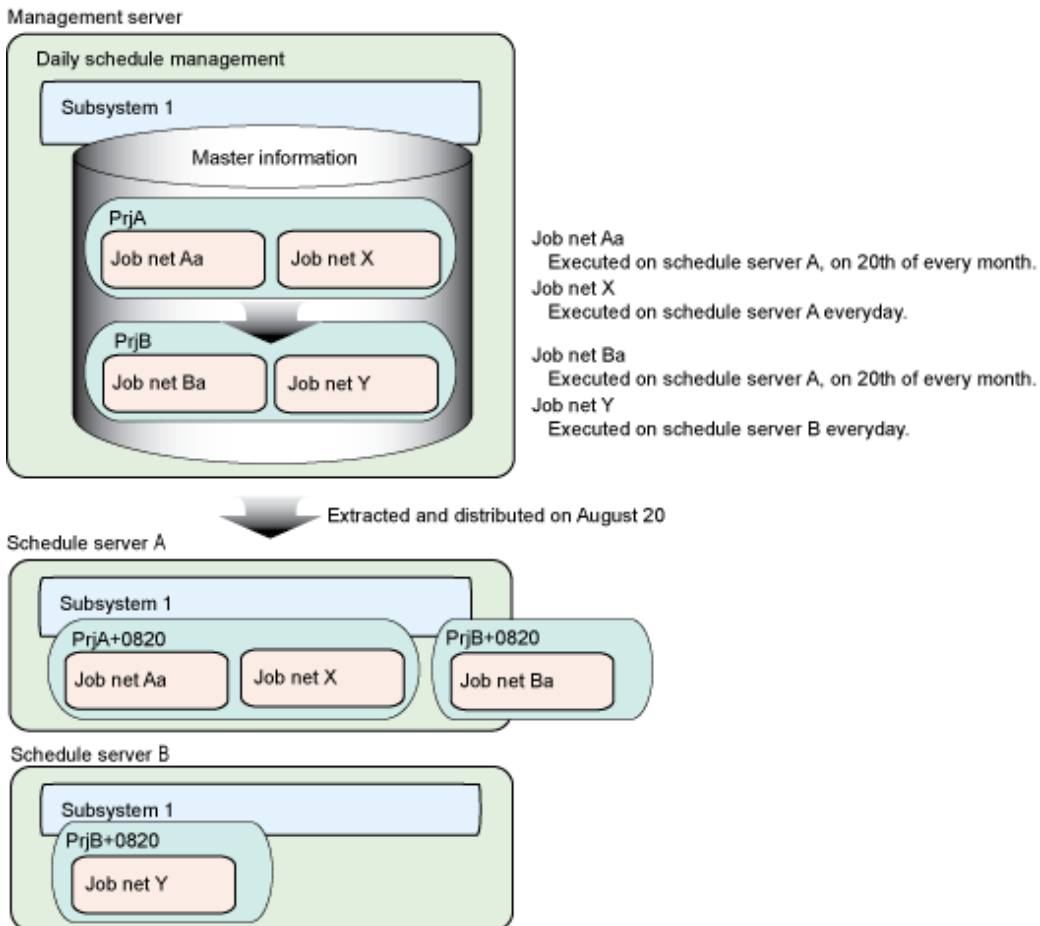 Management server
Daily schedule management
Subsystem 1
Master information
PrjA
Job net Aa
Job net X
PrjB
Job net Ba
Job net Y
Job net Aa
Executed on schedule server A, on 20th of every month.
Job net X
Executed on schedule server A everyday.
Job net Ba
Executed on schedule server A, on 20th of every month.
Job net Y
Executed on schedule server B everyday.
Extracted and distributed on August 20
Schedule server A
Subsystem 1
PrjA+0820
Job net Aa
Job net X
PrjB+0820
Job net Ba
Schedule server B
Subsystem 1
PrjB+0820
Job net Y